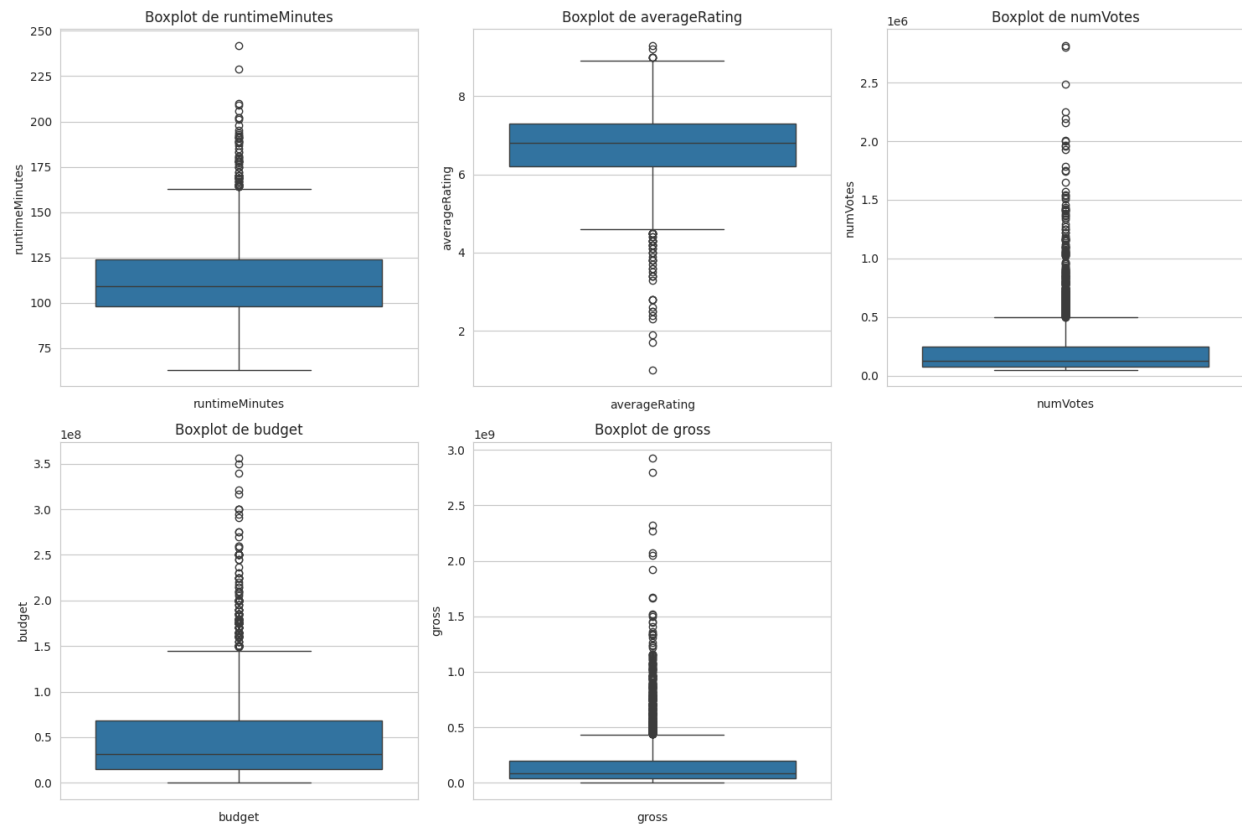 Boxplot de runtimeMinutes
250
225
200
175
150
125
100
75
runtimeMinutes
runtimeMinutes
Boxplot de averageRating
8
6
4
2
averageRating
averageRating
Boxplot de numVotes
1e6
2.5
2.0
1.5
1.0
0.5
0.0
numVotes
numVotes
Boxplot de budget
1e8
3.5
3.0
2.5
2.0
1.5
1.0
0.5
0.0
budget
budget
Boxplot de gross
1e9
3.0
2.5
2.0
1.5
1.0
0.5
0.0
gross
gross